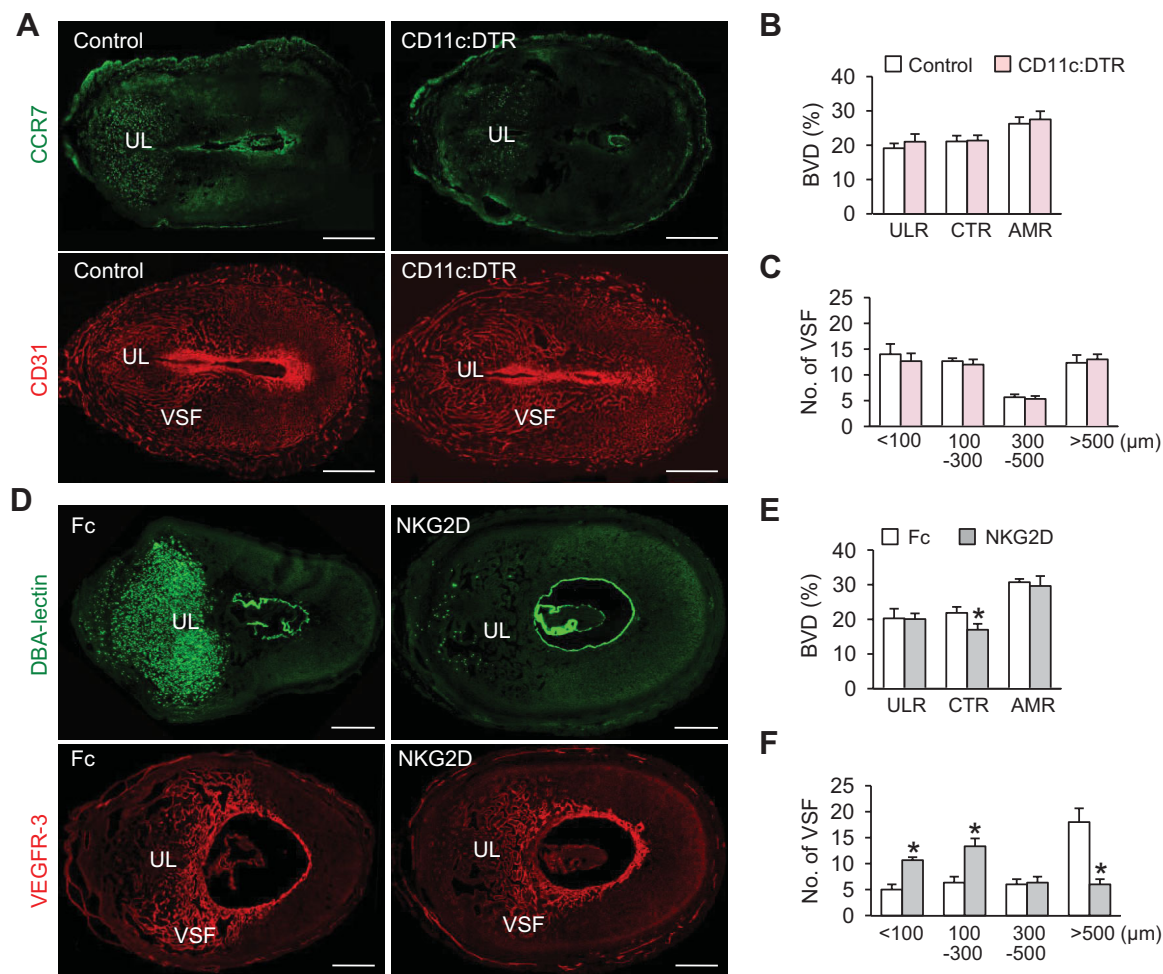 A
Control
CD11c:DTR
CCR7
UL
UL
Control
CD11c:DTR
CD31
UL
UL
VSF
VSF
B
Control
CD11c:DTR
BVD (%)
40
30
20
10
0
ULR
CTR
AMR
C
No. of VSF
25
20
15
10
5
0
<100
100
-300
300
-500
>500
(µm)
D
Fc
NKG2D
DBA-lectin
UL
UL
Fc
NKG2D
VEGFR-3
UL
UL
VSF
VSF
E
Fc
NKG2D
BVD (%)
40
30
20
10
0
*
ULR
CTR
AMR
F
No. of VSF
25
20
15
10
5
0
*
*
*
<100
100
-300
300
-500
>500
(µm)